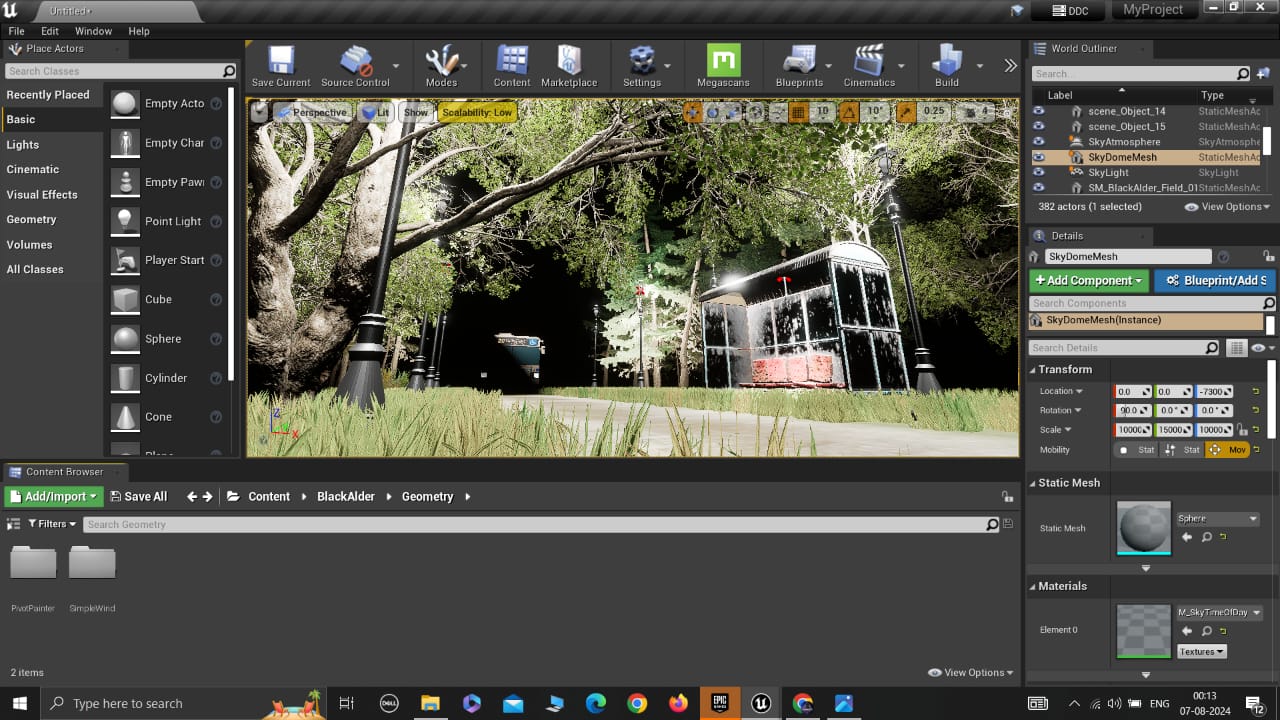 Untitled*
DDC
MyProject
File Edit Window Help
Place Actors
Search Classes
Recently Placed
Basic
Lights
Cinematic
Visual Effects
Geometry
Volumes
All Classes
Empty Acto
Empty Char
Empty Pawn
Point Light
Player Start
Cube
Sphere
Cylinder
Cone
Save Current
Source Control
Modes
Content
Marketplace
Settings
Megascans
Blueprints
Cinematics
Build
Perspective
Lit
Show
Scalability: Low
10
10°
0.25
4
World Outliner
Search...
Label Type
scene_Object_14 StaticMeshAc
scene_Object_15 StaticMeshAc
SkyAtmosphere SkyAtmosphe
SkyDomeMesh StaticMeshAc
SkyLight SkyLight
SM_BlackAlder_Field_01 StaticMeshAc
382 actors (1 selected) View Options
Details
SkyDomeMesh
+Add Component Blueprint/Add S
Search Components
SkyDomeMesh(Instance)
Search Details
Transform
Location 0.0 0.0 -7300
Rotation 90.0 0.0° 0.0°
Scale 10000 15000 10000
Mobility Stat Stat Mov
Static Mesh
Static Mesh Sphere
Materials
Element 0 M_SkyTimeOfDay
Textures
Content Browser
Add/Import Save All Content BlackAlder Geometry
Filters Search Geometry
PivotPainter SimpleWind
2 items View Options
Type here to search
DELL
EPIC GAMES
ENG
00:13
07-08-2024
12